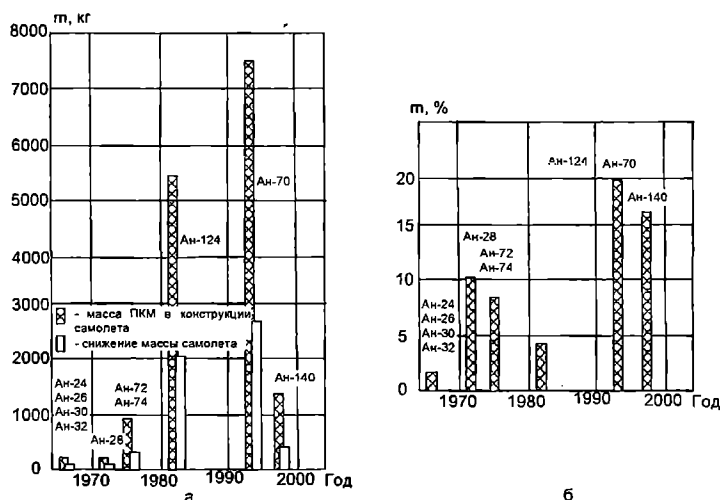 m, кг
8000
7000
6000
5000
4000
3000
2000
1000
0
Ан-70
Ан-124
- масса ПКМ в конструкции
самолета
- снижение массы самолета
Ан-24
Ан-26
Ан-30
Ан-32
Ан-28
Ан-72
Ан-74
Ан-140
1970
1980
1990
2000
Год
а
m, %
20
15
10
5
0
Ан-124
Ан-70
Ан-140
Ан-28
Ан-72
Ан-74
Ан-24
Ан-26
Ан-30
Ан-32
1970
1980
1990
2000
Год
б